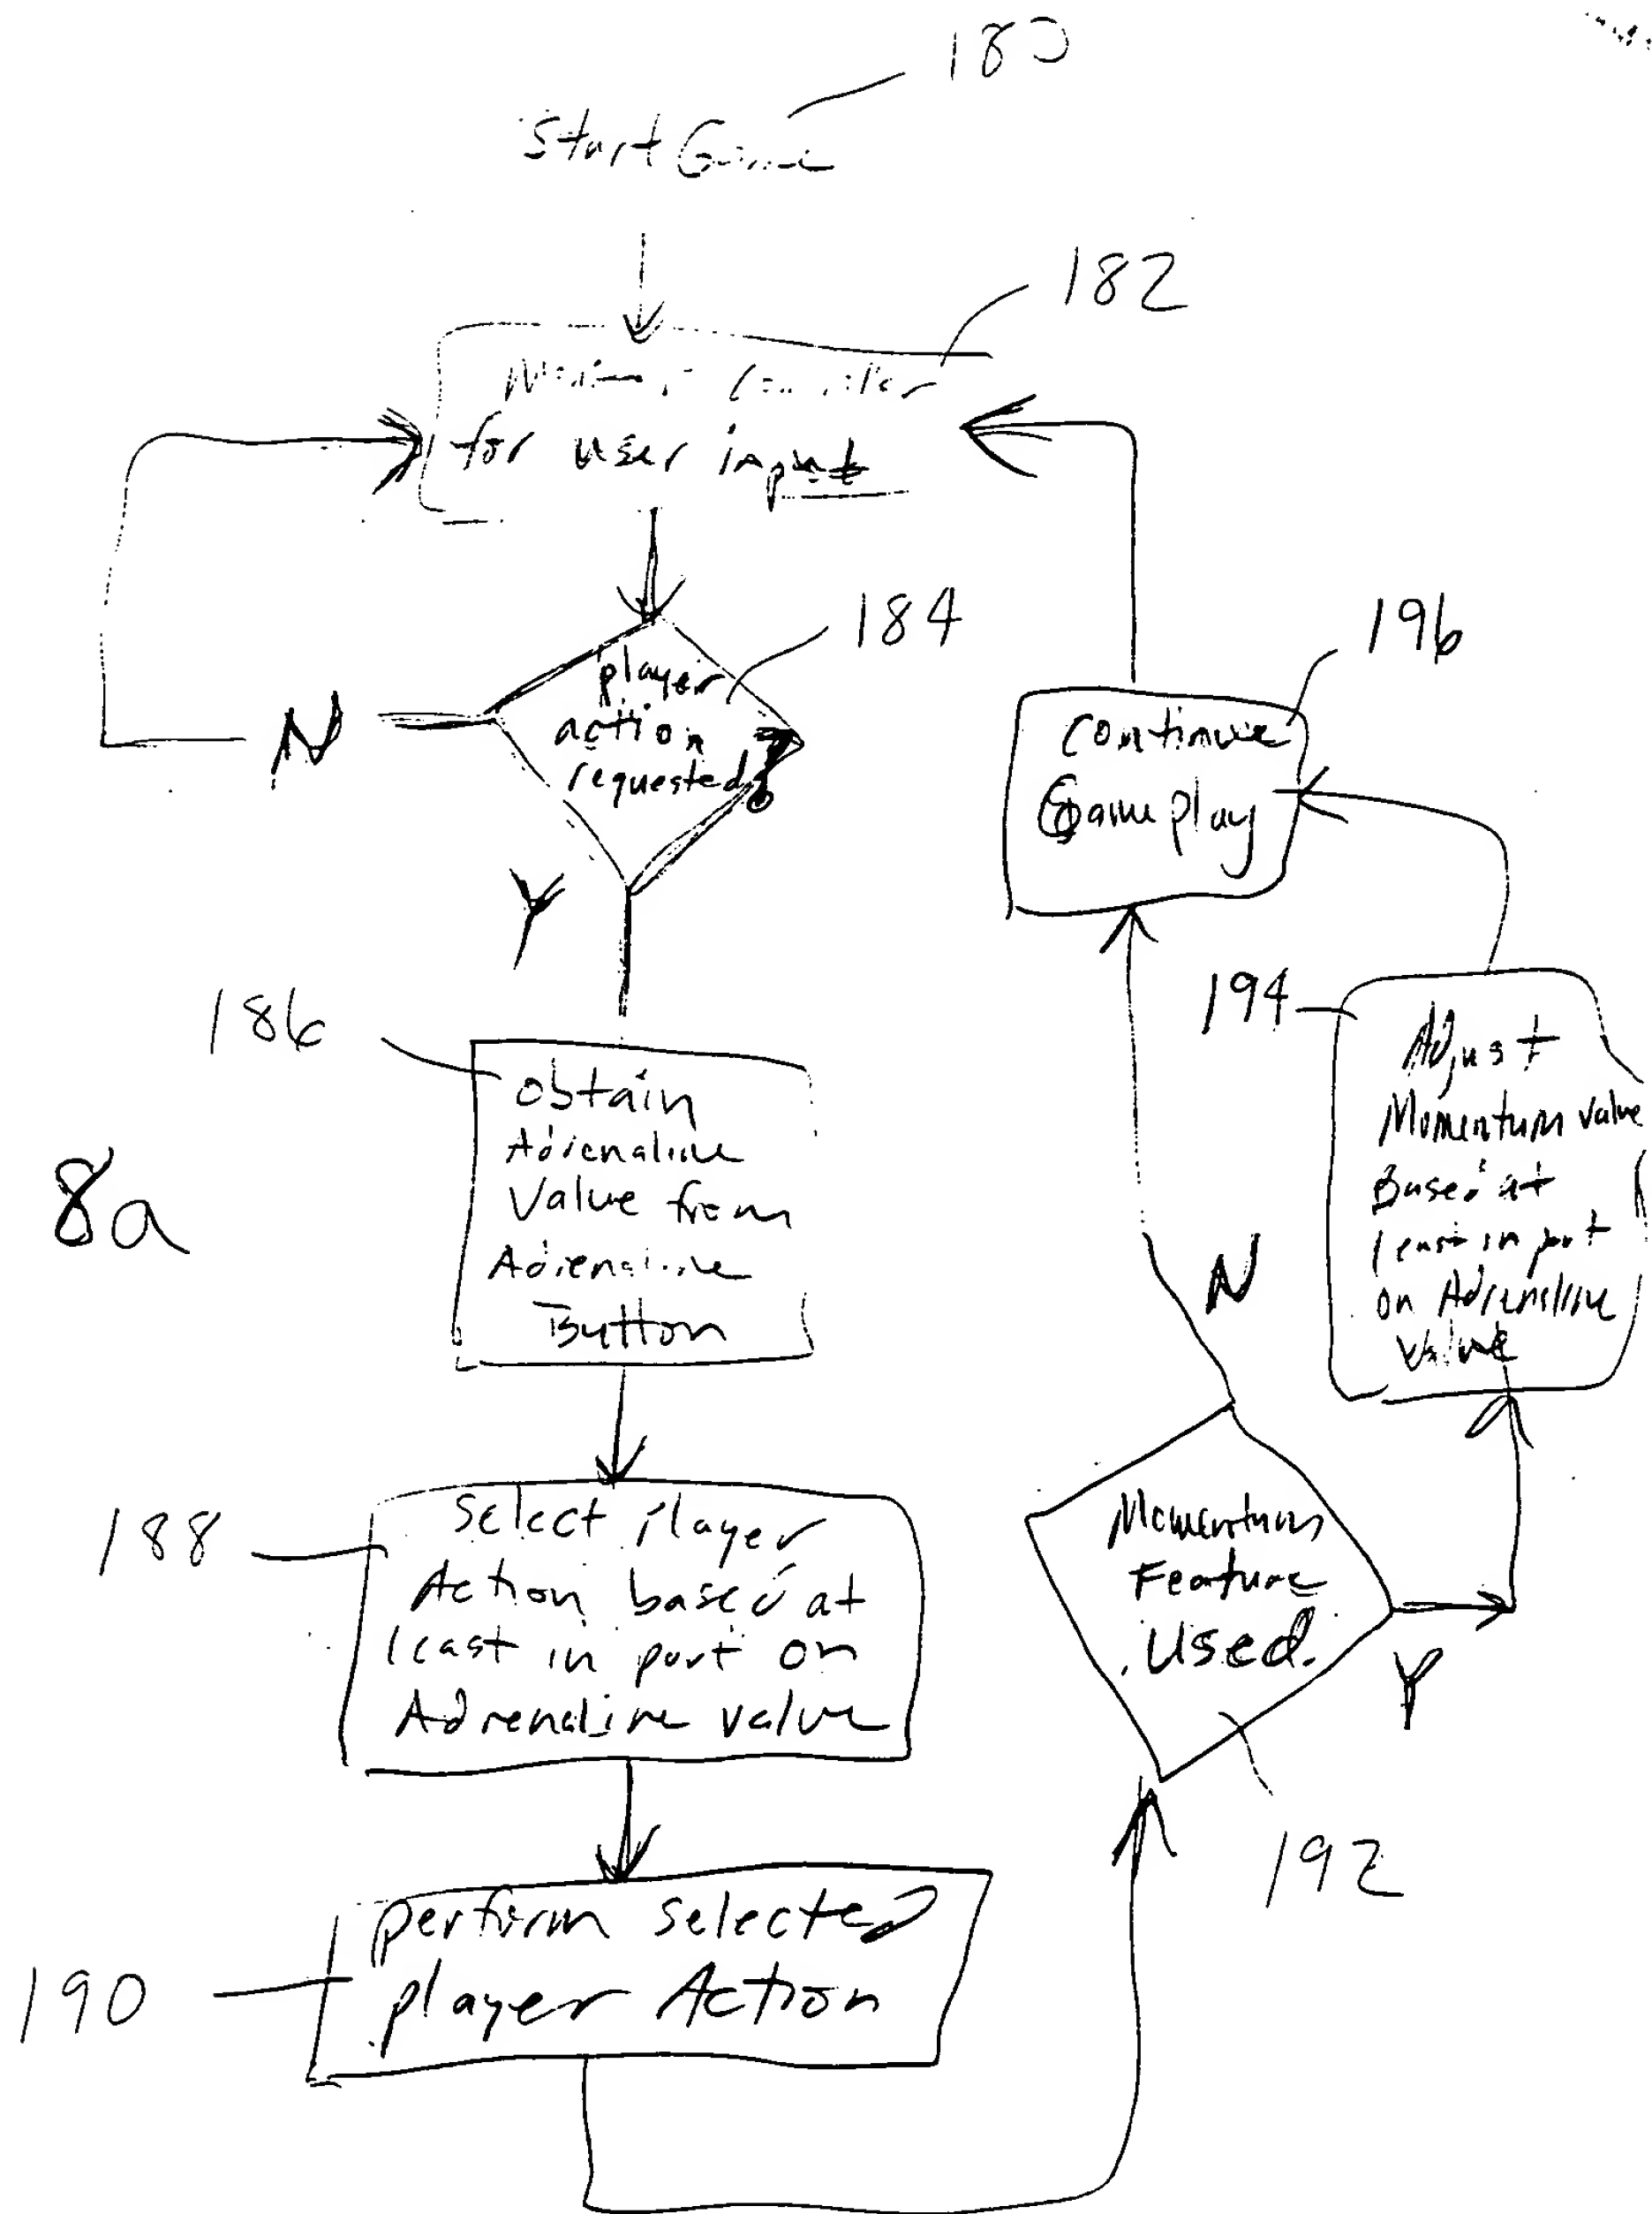 180
Start Game
182
Monitor Controller
for user input
184
player
action
requested?
N
Y
186
Obtain
Adrenaline
Value from
Adrenaline
Button
8a
188
Select Player
Action based at
least in part on
Adrenaline value
190
perform selected
player Action
192
Momentum
Feature
Used.
N
Y
194
Adjust
Momentum value
Based at
least in part
on Adrenaline
Value
196
Continue
Game Play